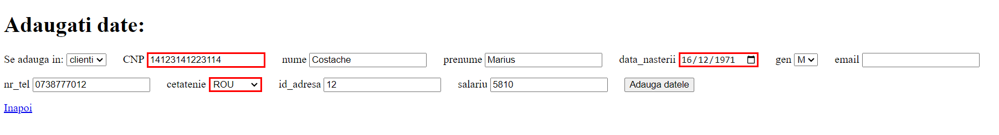 Adaugati date:
Se adauga in: clienti CNP 14123141223114 nume Costache prenume Marius data_nasterii 16/12/1971 gen M email
nr_tel 0738777012 cetatenie ROU id_adresa 12 salariu 5810 Adauga datele
Inapoi